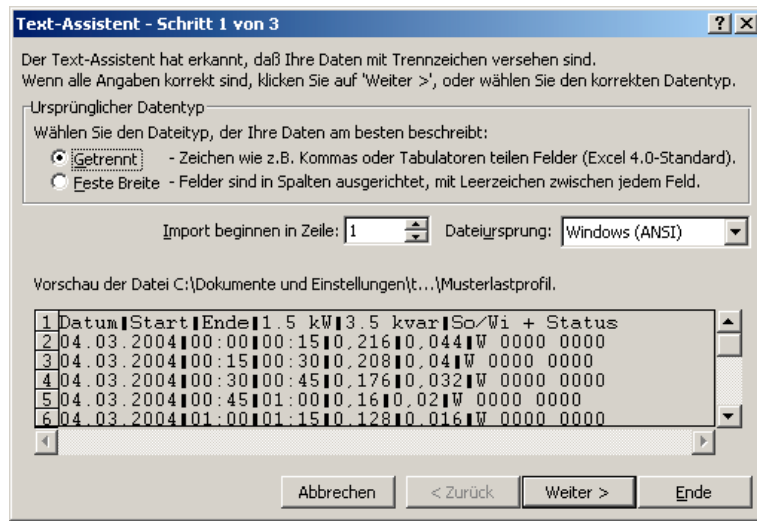 Text-Assistent - Schritt 1 von 3
Der Text-Assistent hat erkannt, daß Ihre Daten mit Trennzeichen versehen sind.
Wenn alle Angaben korrekt sind, klicken Sie auf 'Weiter >', oder wählen Sie den korrekten Datentyp.
Ursprünglicher Datentyp
Wählen Sie den Dateityp, der Ihre Daten am besten beschreibt:
Getrennt - Zeichen wie z.B. Kommas oder Tabulatoren teilen Felder (Excel 4.0-Standard).
Feste Breite - Felder sind in Spalten ausgerichtet, mit Leerzeichen zwischen jedem Feld.
Import beginnen in Zeile: 1 Dateiursprung: Windows (ANSI)
Vorschau der Datei C:\Dokumente und Einstellungen\t...\Musterlastprofil.
1 Datum▮Start▮Ende▮1.5 kW▮3.5 kvar▮So/Wi + Status
2 04.03.2004▮00:00▮00:15▮0,216▮0,044▮W 0000 0000
3 04.03.2004▮00:15▮00:30▮0,208▮0,04▮W 0000 0000
4 04.03.2004▮00:30▮00:45▮0,176▮0,032▮W 0000 0000
5 04.03.2004▮00:45▮01:00▮0,16▮0,02▮W 0000 0000
6 04.03.2004▮01:00▮01:15▮0,128▮0,016▮W 0000 0000
Abbrechen < Zurück Weiter > Ende